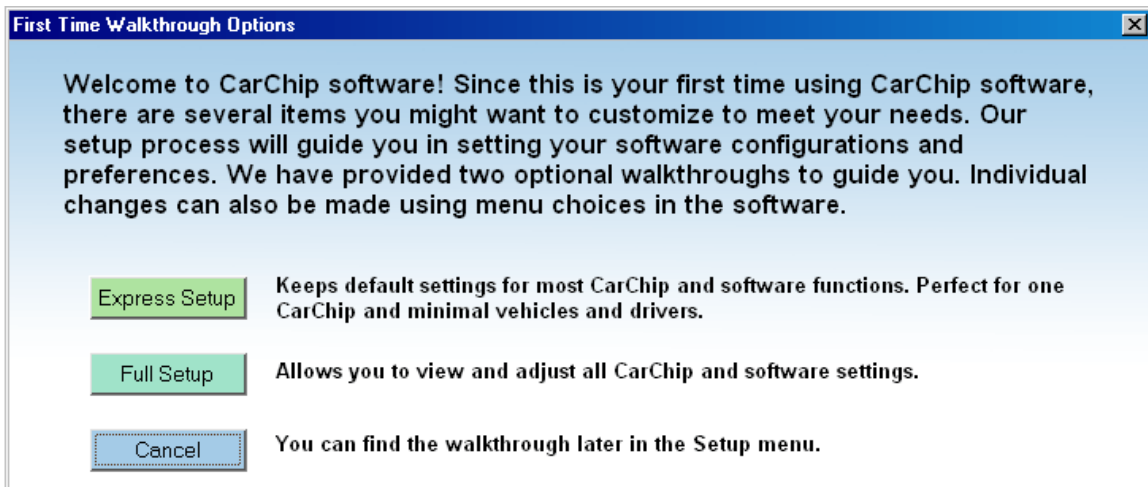 First Time Walkthrough Options
Welcome to CarChip software! Since this is your first time using CarChip software,
there are several items you might want to customize to meet your needs. Our
setup process will guide you in setting your software configurations and
preferences. We have provided two optional walkthroughs to guide you. Individual
changes can also be made using menu choices in the software.
Express Setup
Keeps default settings for most CarChip and software functions. Perfect for one
CarChip and minimal vehicles and drivers.
Full Setup
Allows you to view and adjust all CarChip and software settings.
Cancel
You can find the walkthrough later in the Setup menu.